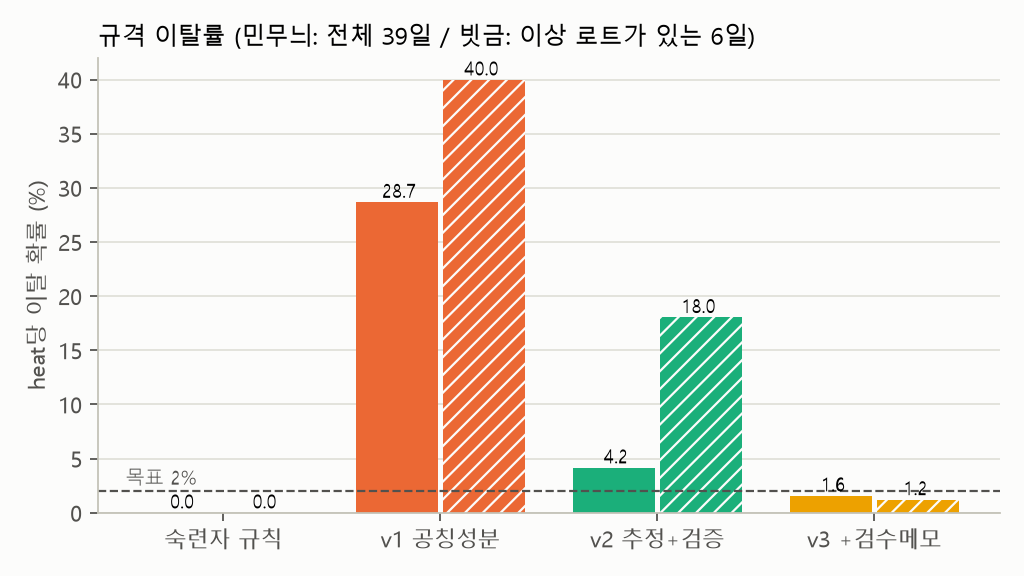 규격 이탈률 (민무늬: 전체 39일 / 빗금: 이상 로트가 있는 6일)
heat당 이탈 확률 (%)
40
35
30
25
20
15
10
5
0
목표 2%
0.0
0.0
28.7
40.0
4.2
18.0
1.6
1.2
숙련자 규칙
v1 공칭성분
v2 추정+검증
v3 +검수메모